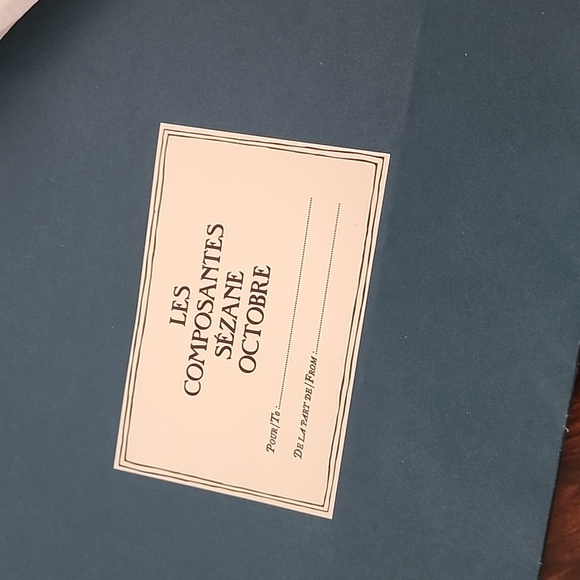 LES
COMPOSANTES
SÉZANE
OCTOBRE
POUR/TO :
DE LA PART DE/FROM :